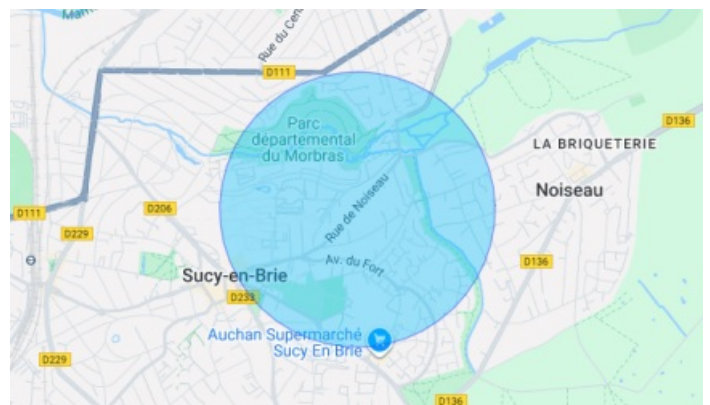 Rue du Cen
D111
Parc
départemental
du Morbras
D136
LA BRIQUETERIE
Noiseau
Rue de Noiseau
D206
D111
D229
Av. du Fort
D136
Sucy-en-Brie
D233
Auchan Supermarché
Sucy En Brie
D229
D136